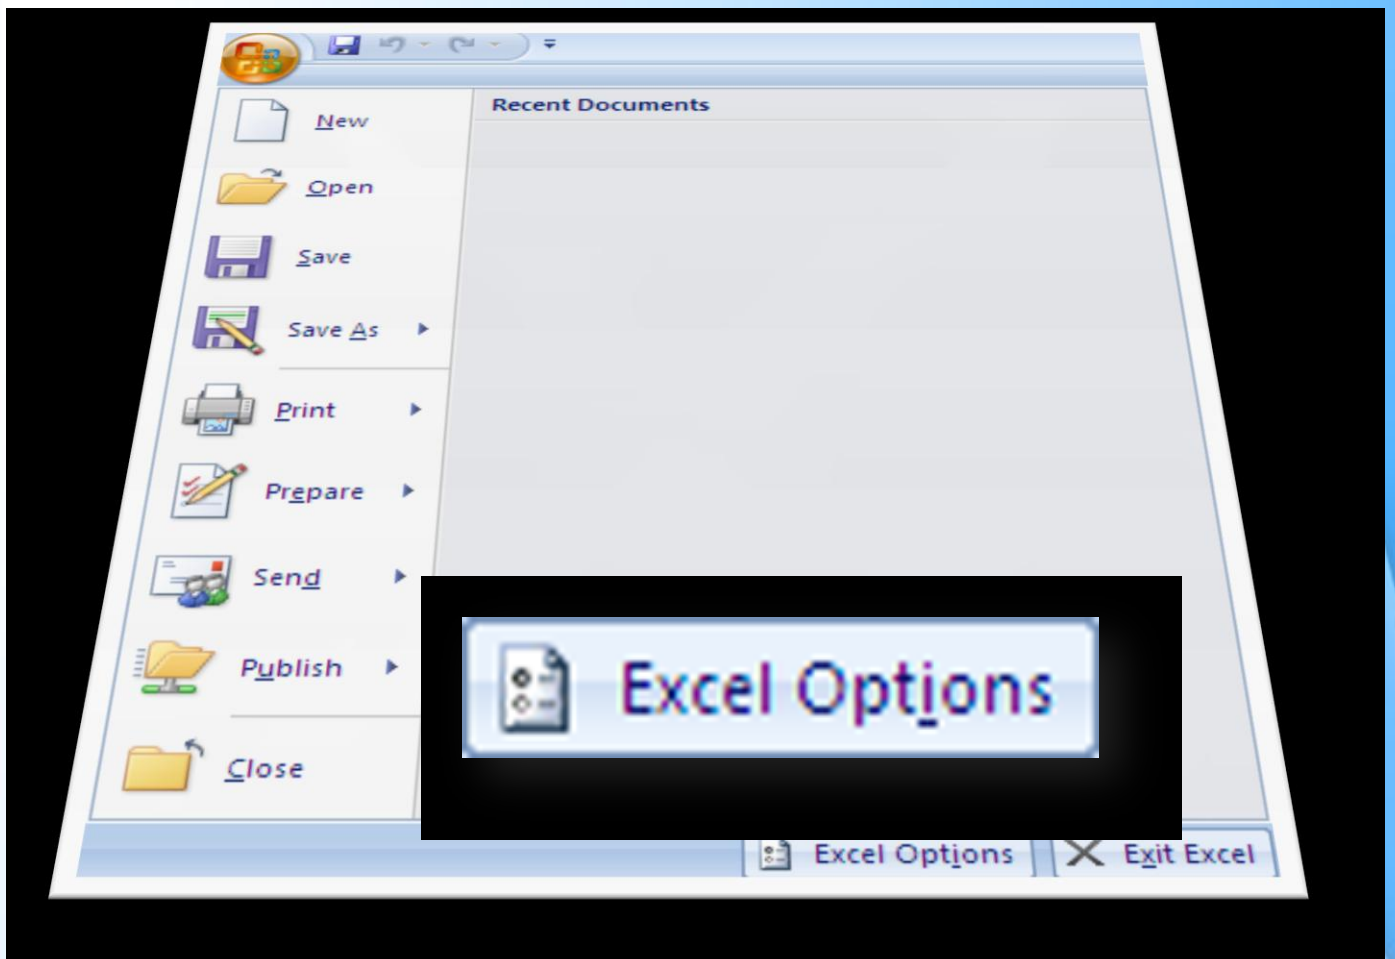 Recent Documents
New
Open
Save
Save As
Print
Prepare
Send
Publish
Close
Excel Options
Excel Options
Exit Excel